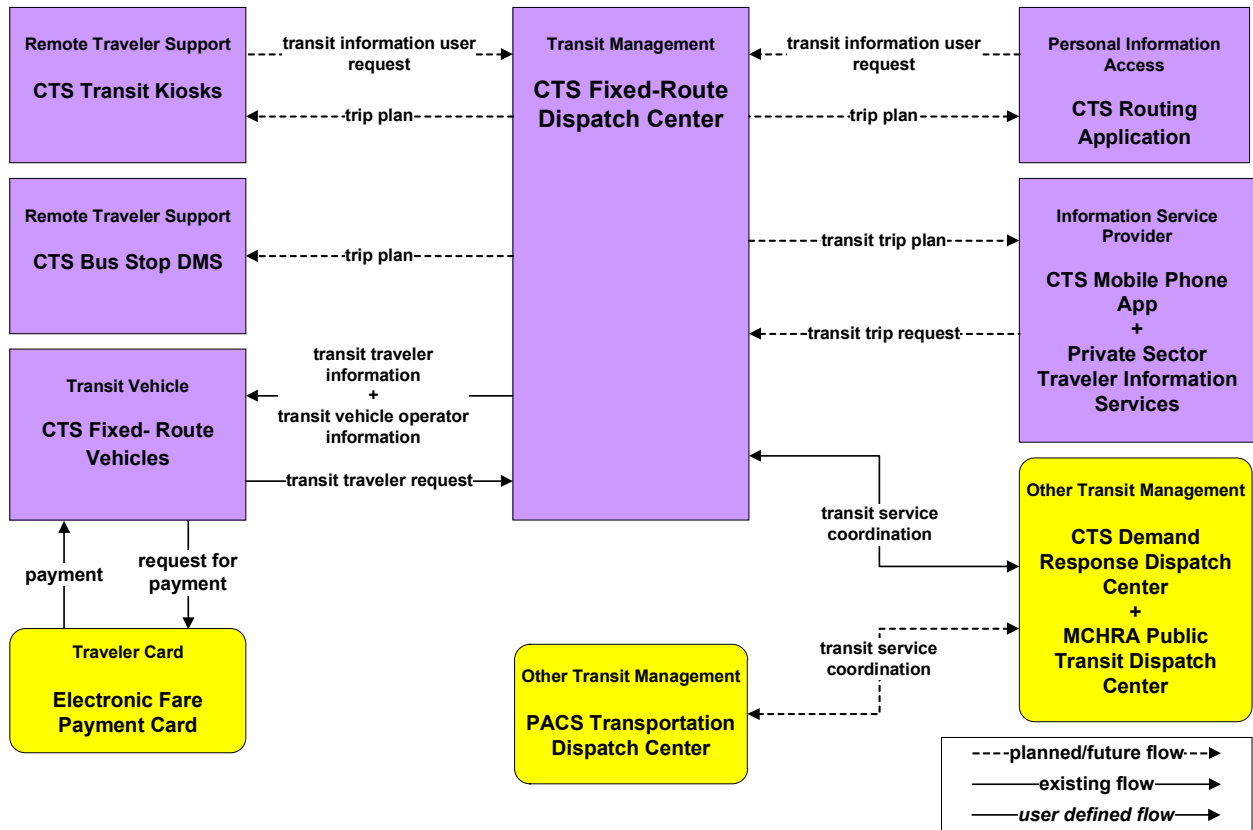 Remote Traveler Support
CTS Transit Kiosks
transit information user
request
trip plan
Transit Management
CTS Fixed-Route
Dispatch Center
transit information user
request
trip plan
Personal Information
Access
CTS Routing
Application
Remote Traveler Support
CTS Bus Stop DMS
trip plan
transit trip plan
transit trip request
Information Service
Provider
CTS Mobile Phone
App
+
Private Sector
Traveler Information
Services
Transit Vehicle
CTS Fixed- Route
Vehicles
transit traveler
information
+
transit vehicle operator
information
transit traveler request
payment
request for
payment
Traveler Card
Electronic Fare
Payment Card
transit service
coordination
Other Transit Management
CTS Demand
Response Dispatch
Center
+
MCHRA Public
Transit Dispatch
Center
transit service
coordination
Other Transit Management
PACS Transportation
Dispatch Center
planned/future flow
existing flow
user defined flow